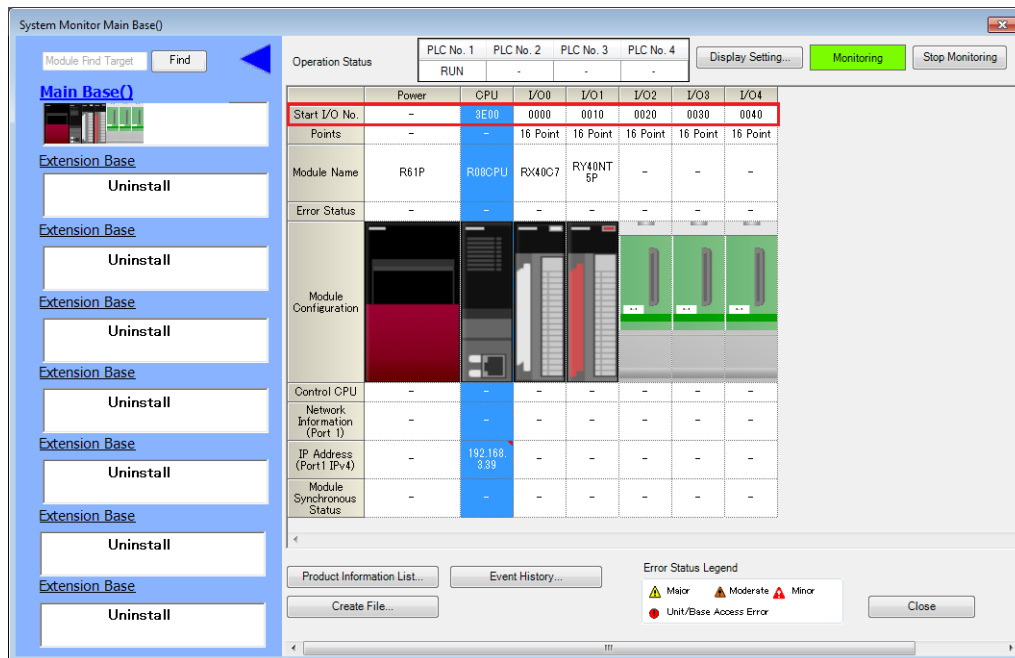 System Monitor Main Base()
Module Find Target Find
Main Base()
Extension Base
Uninstall
Extension Base
Uninstall
Extension Base
Uninstall
Extension Base
Uninstall
Extension Base
Uninstall
Extension Base
Uninstall
Extension Base
Uninstall
Operation Status
PLC No. 1 PLC No. 2 PLC No. 3 PLC No. 4
RUN - - -
Display Setting... Monitoring Stop Monitoring
Power CPU I/O0 I/O1 I/O2 I/O3 I/O4
Start I/O No. - 3E00 0000 0010 0020 0030 0040
Points - - 16 Point 16 Point 16 Point 16 Point 16 Point
Module Name R61P R08CPU RX40C7 RY40NT 5P - - -
Error Status - - - - - - -
Module
Configuration
Control CPU - - - - - - -
Network
Information
(Port 1) - - - - - - -
IP Address
(Port1 IPv4) - 192.168.
3.39 - - - - -
Module
Synchronous
Status - - - - - - -
Product Information List... Event History...
Create File...
Error Status Legend
Major Moderate Minor
Unit/Base Access Error
Close